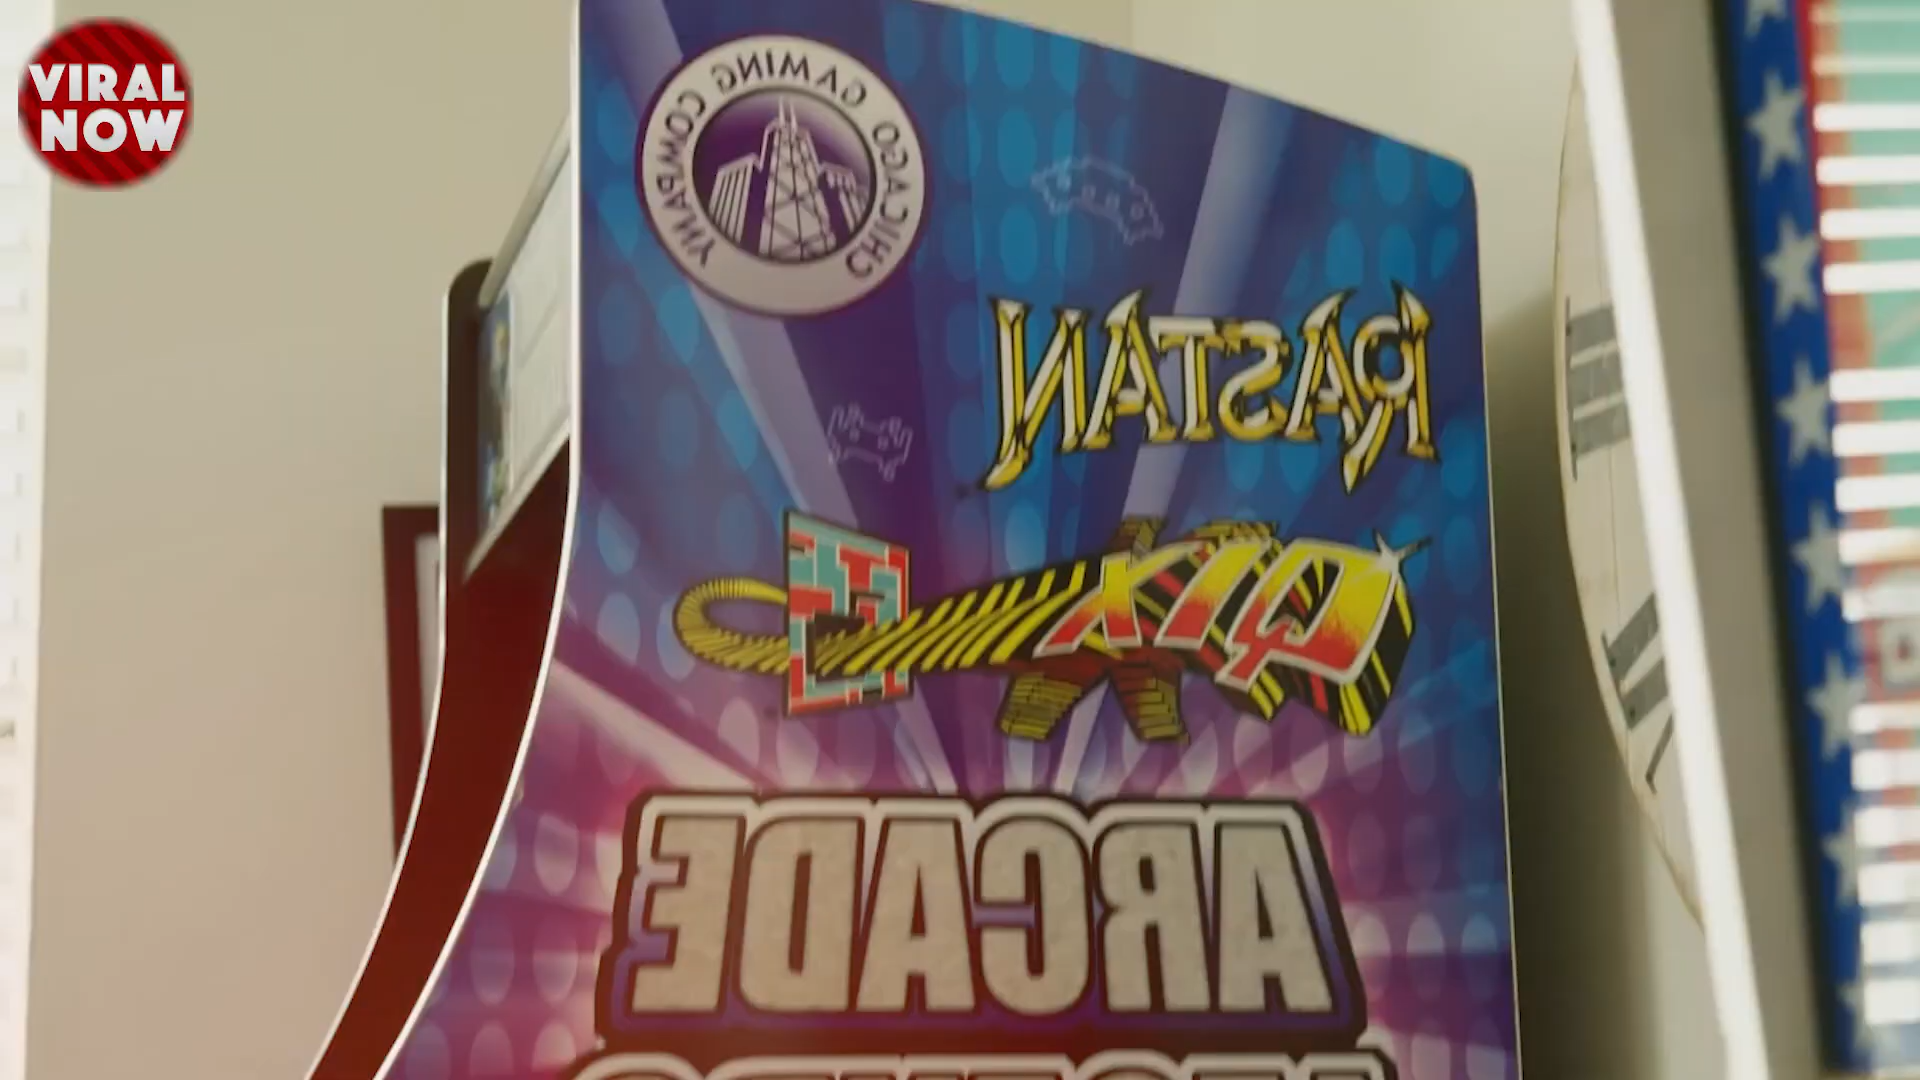 VIRAL
NOW
CHICAGO GAMING COMPANY
RASTAN
QIX
ARCADE